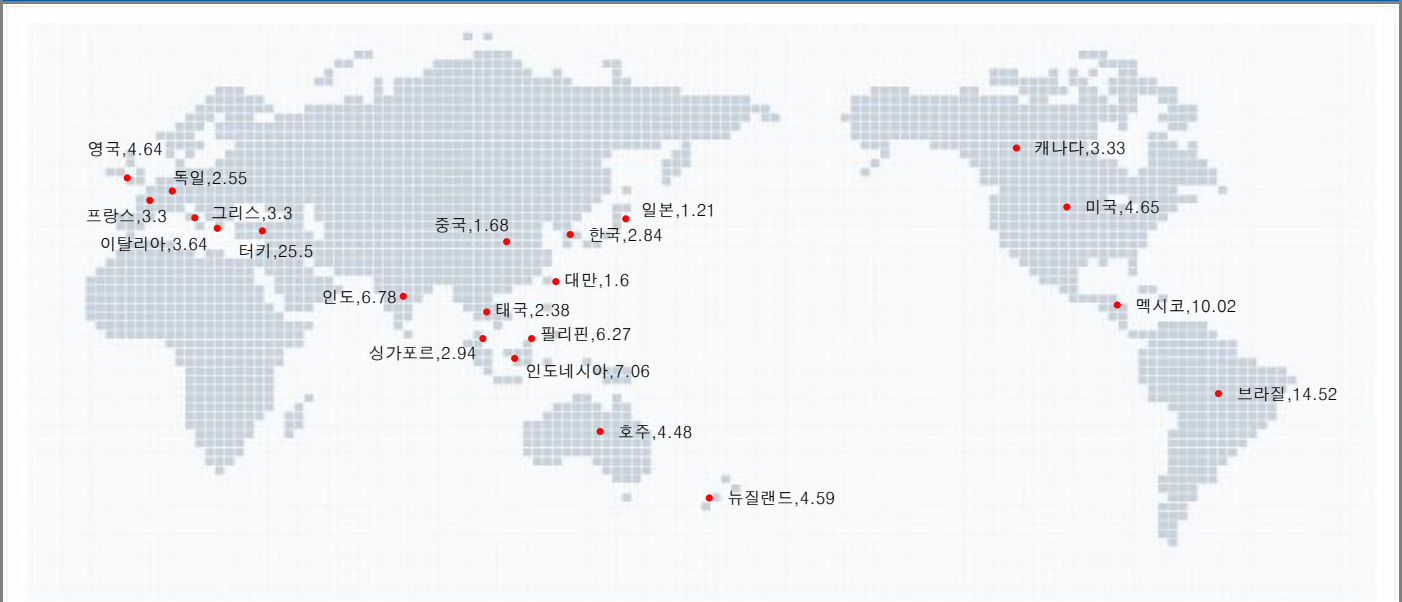 영국,4.64
캐나다,3.33
독일,2.55
미국,4.65
일본,1.21
그리스,3.3
프랑스,3.3
중국,1.68
한국,2.84
이탈리아,3.64
터키,25.5
대만,1.6
인도,6.78
멕시코,10.02
태국,2.38
필리핀,6.27
싱가포르,2.94
인도네시아,7.06
브라질,14.52
호주,4.48
뉴질랜드,4.59